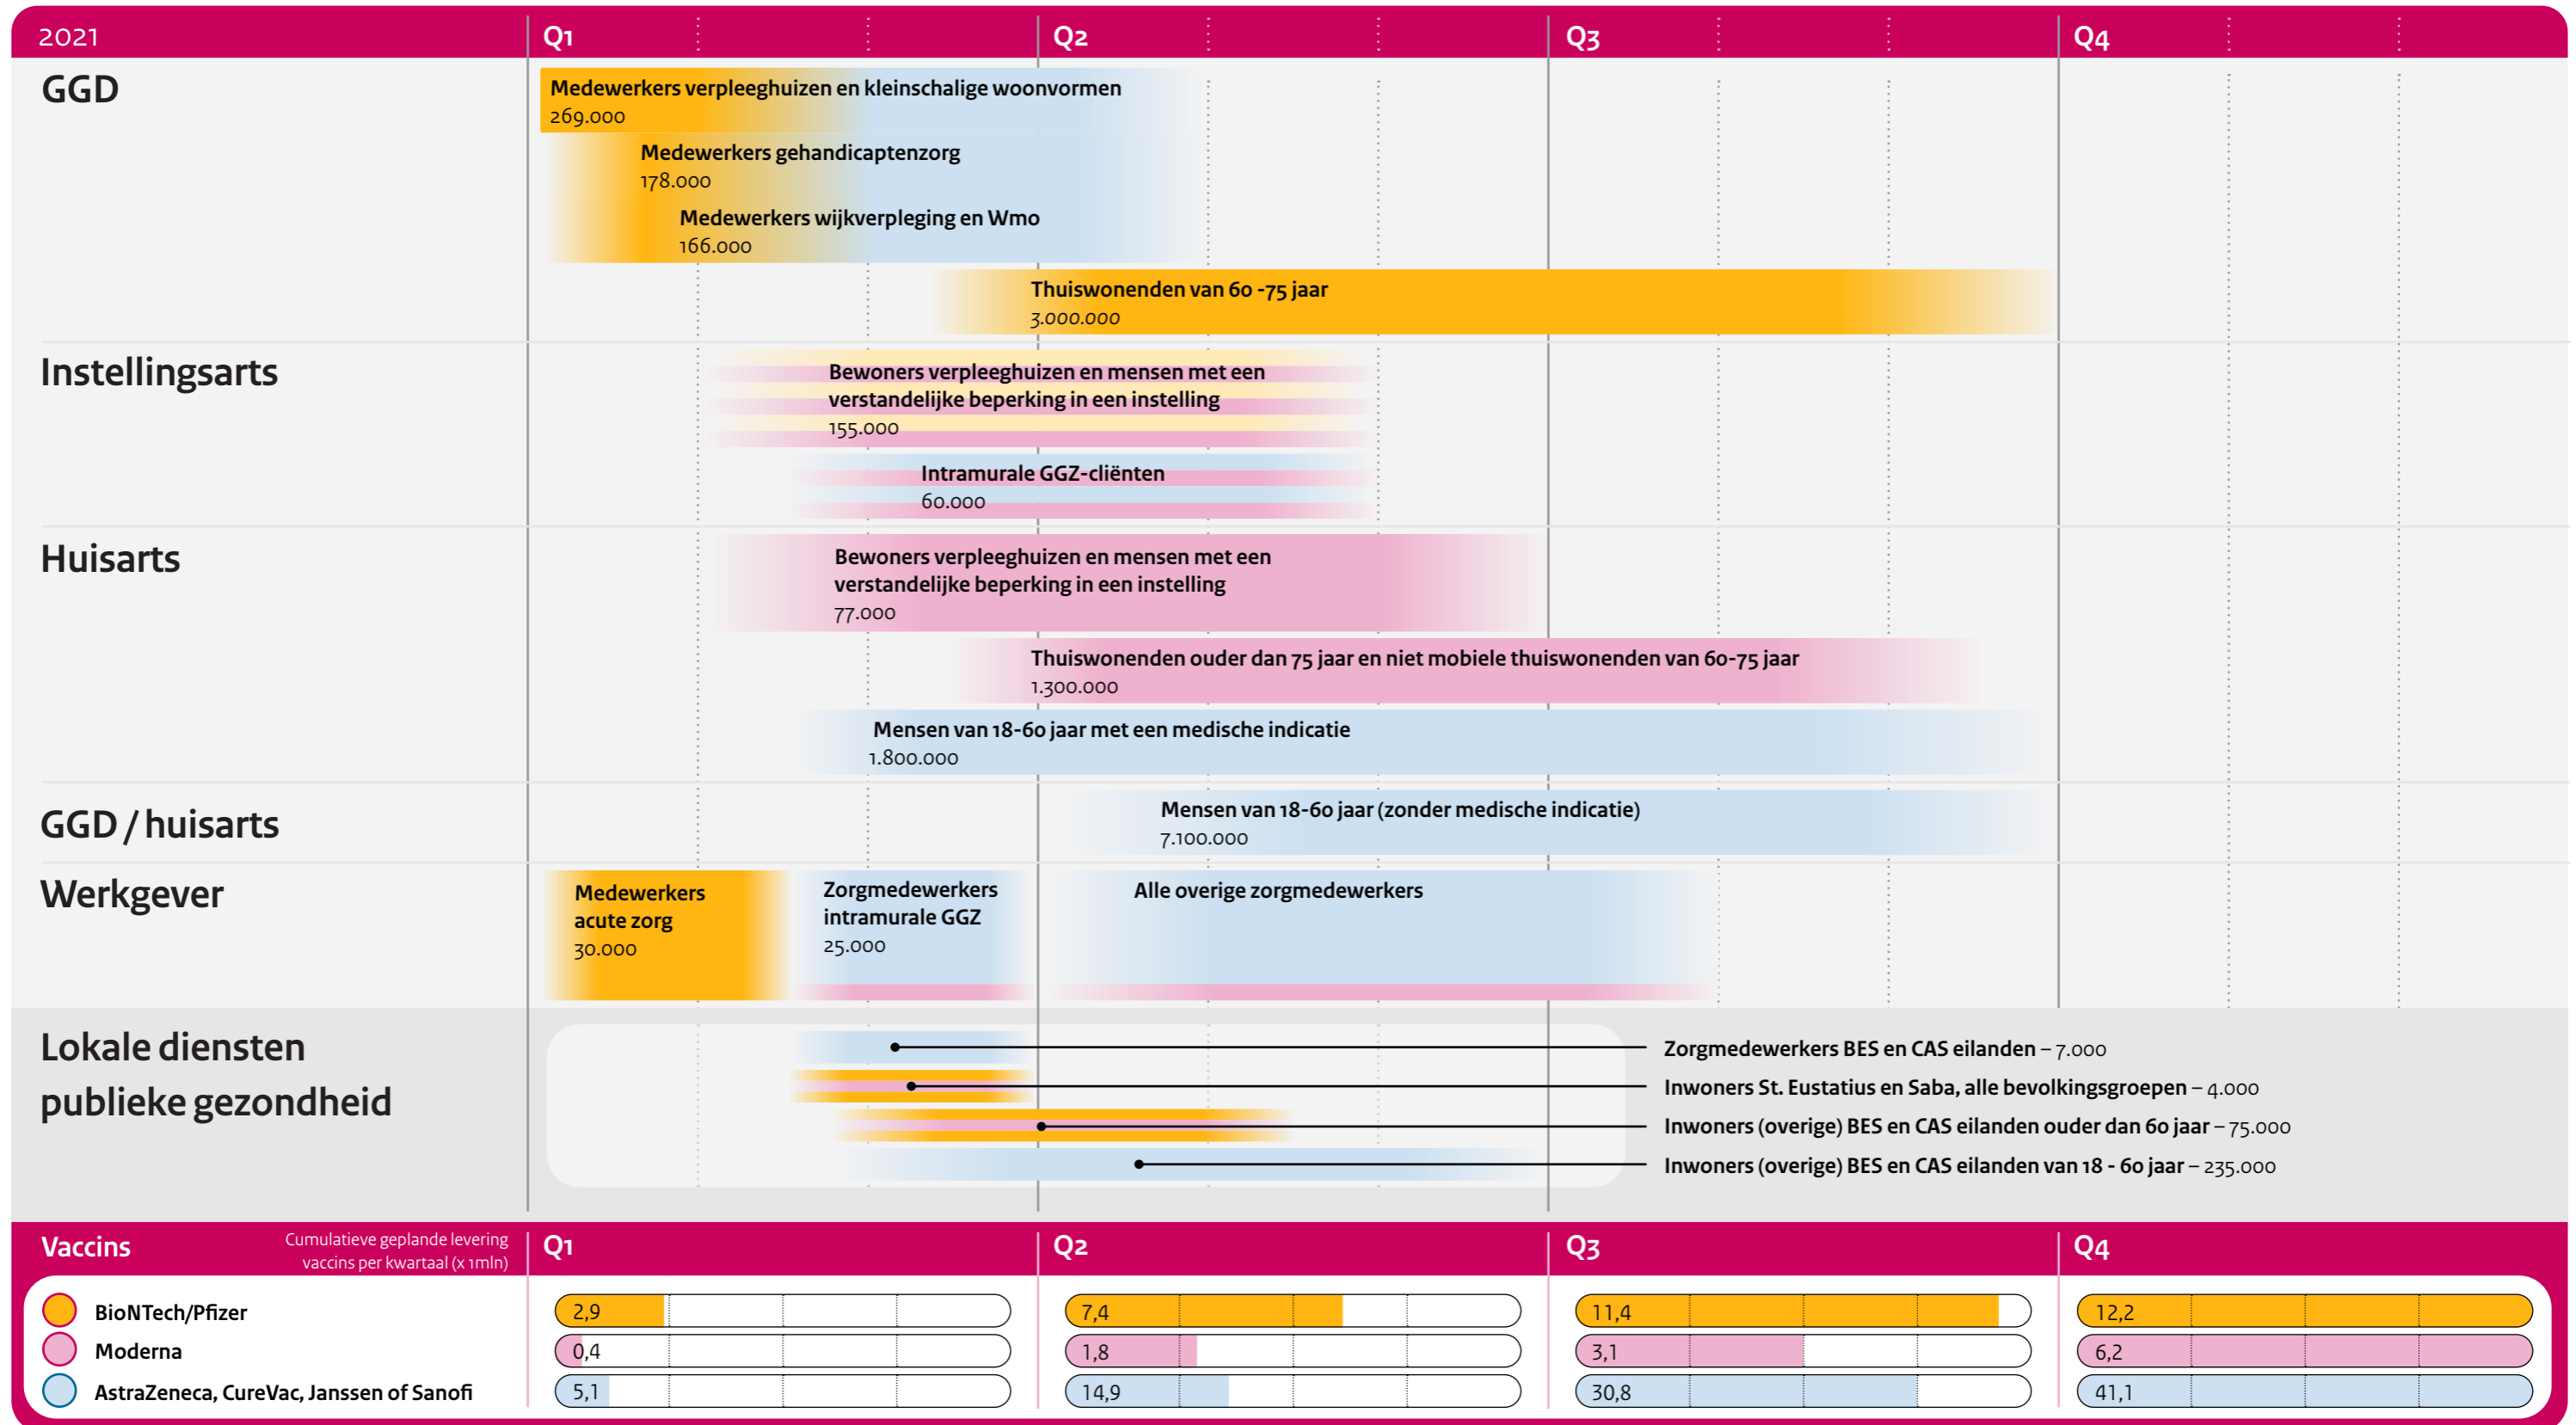 2021
Q1
Q2
Q3
Q4
GGD
Medewerkers verpleeghuizen en kleinschalige woonvormen
269.000
Medewerkers gehandicaptenzorg
178.000
Medewerkers wijkverpleging en Wmo
166.000
Thuiswonenden van 60 -75 jaar
3.000.000
Instellingsarts
Bewoners verpleeghuizen en mensen met een
verstandelijke beperking in een instelling
155.000
Intramurale GGZ-cliënten
60.000
Huisarts
Bewoners verpleeghuizen en mensen met een
verstandelijke beperking in een instelling
77.000
Thuiswonenden ouder dan 75 jaar en niet mobiele thuiswonenden van 60-75 jaar
1.300.000
Mensen van 18-60 jaar met een medische indicatie
1.800.000
GGD / huisarts
Mensen van 18-60 jaar (zonder medische indicatie)
7.100.000
Werkgever
Medewerkers
acute zorg
30.000
Zorgmedewerkers
intramurale GGZ
25.000
Alle overige zorgmedewerkers
Lokale diensten
publieke gezondheid
Zorgmedewerkers BES en CAS eilanden – 7.000
Inwoners St. Eustatius en Saba, alle bevolkingsgroepen – 4.000
Inwoners (overige) BES en CAS eilanden ouder dan 60 jaar – 75.000
Inwoners (overige) BES en CAS eilanden van 18 - 60 jaar – 235.000
Vaccins
Cumulatieve geplande levering
vaccins per kwartaal (x 1mln)
Q1
Q2
Q3
Q4
BioNTech/Pfizer
2,9
7,4
11,4
12,2
Moderna
0,4
1,8
3,1
6,2
AstraZeneca, CureVac, Janssen of Sanofi
5,1
14,9
30,8
41,1